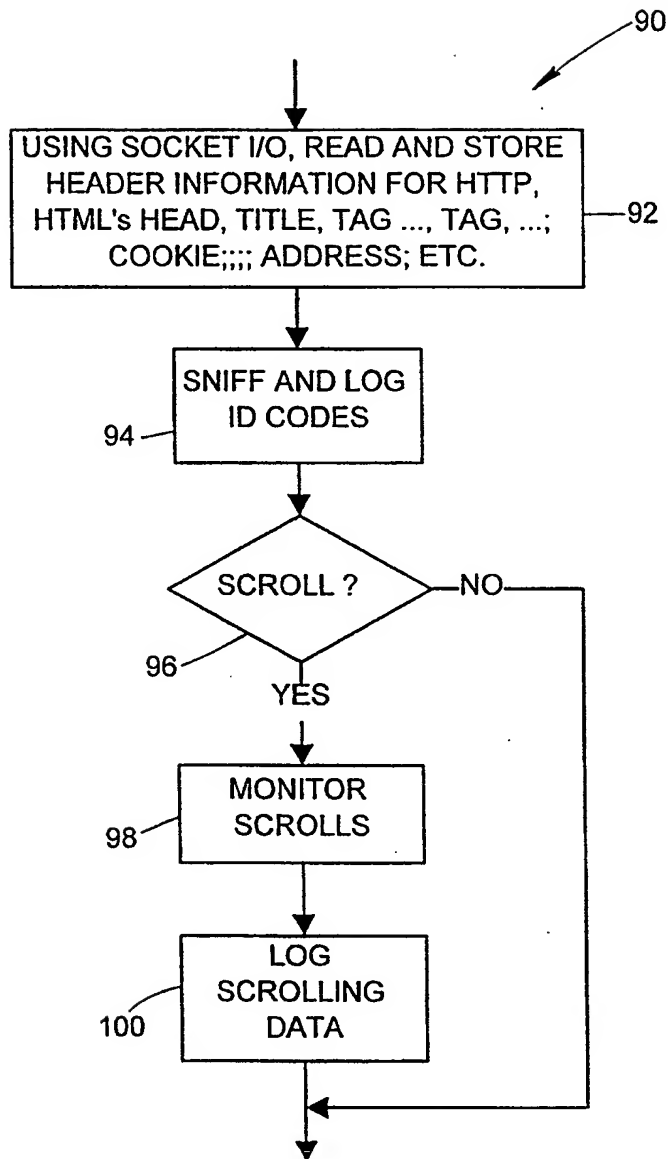 90
USING SOCKET I/O, READ AND STORE
HEADER INFORMATION FOR HTTP,
HTML's HEAD, TITLE, TAG ..., TAG, ...;
COOKIE;;;; ADDRESS; ETC.
92
SNIFF AND LOG
ID CODES
94
SCROLL ?
NO
96
YES
MONITOR
SCROLLS
98
LOG
SCROLLING
DATA
100